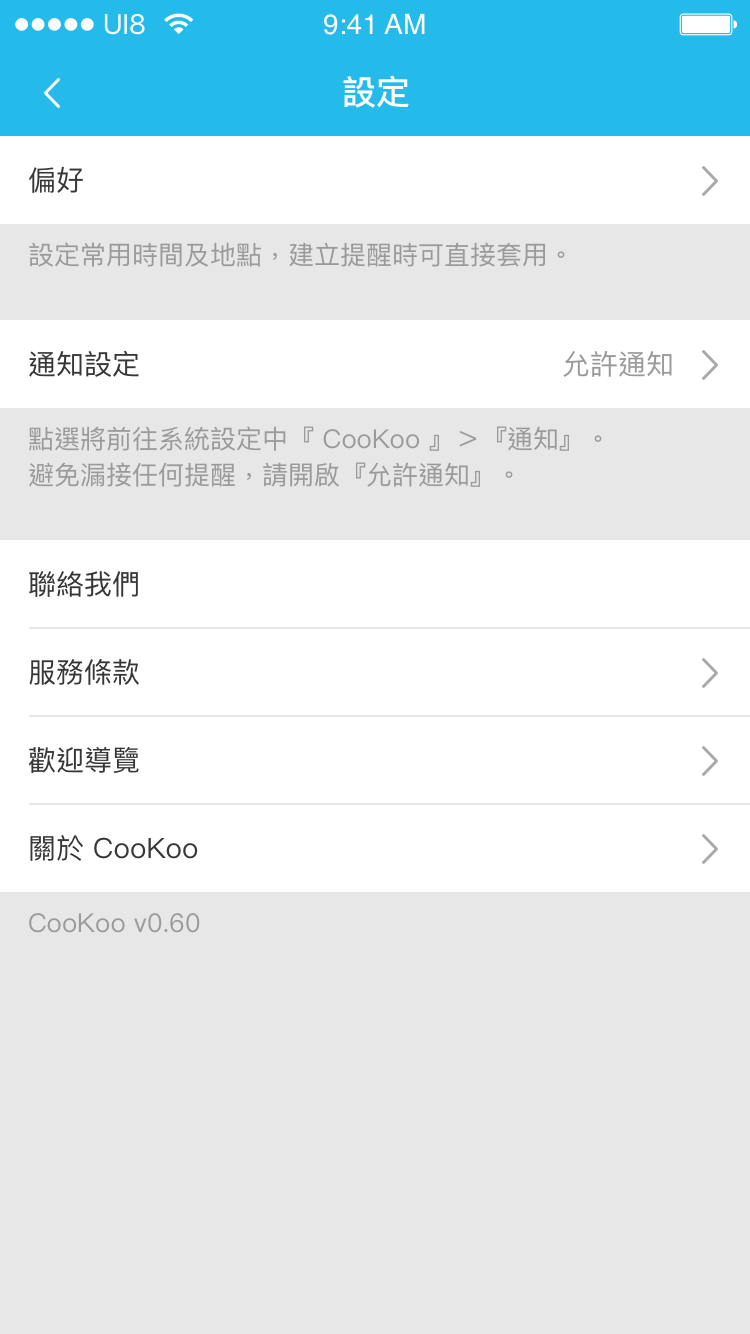 UI8 9:41 AM
設定
偏好
設定常用時間及地點，建立提醒時可直接套用。
通知設定 允許通知
點選將前往系統設定中『 CooKoo 』 >『通知』。
避免漏接任何提醒，請開啟『允許通知』。
聯絡我們
服務條款
歡迎導覽
關於 CooKoo
CooKoo v0.60